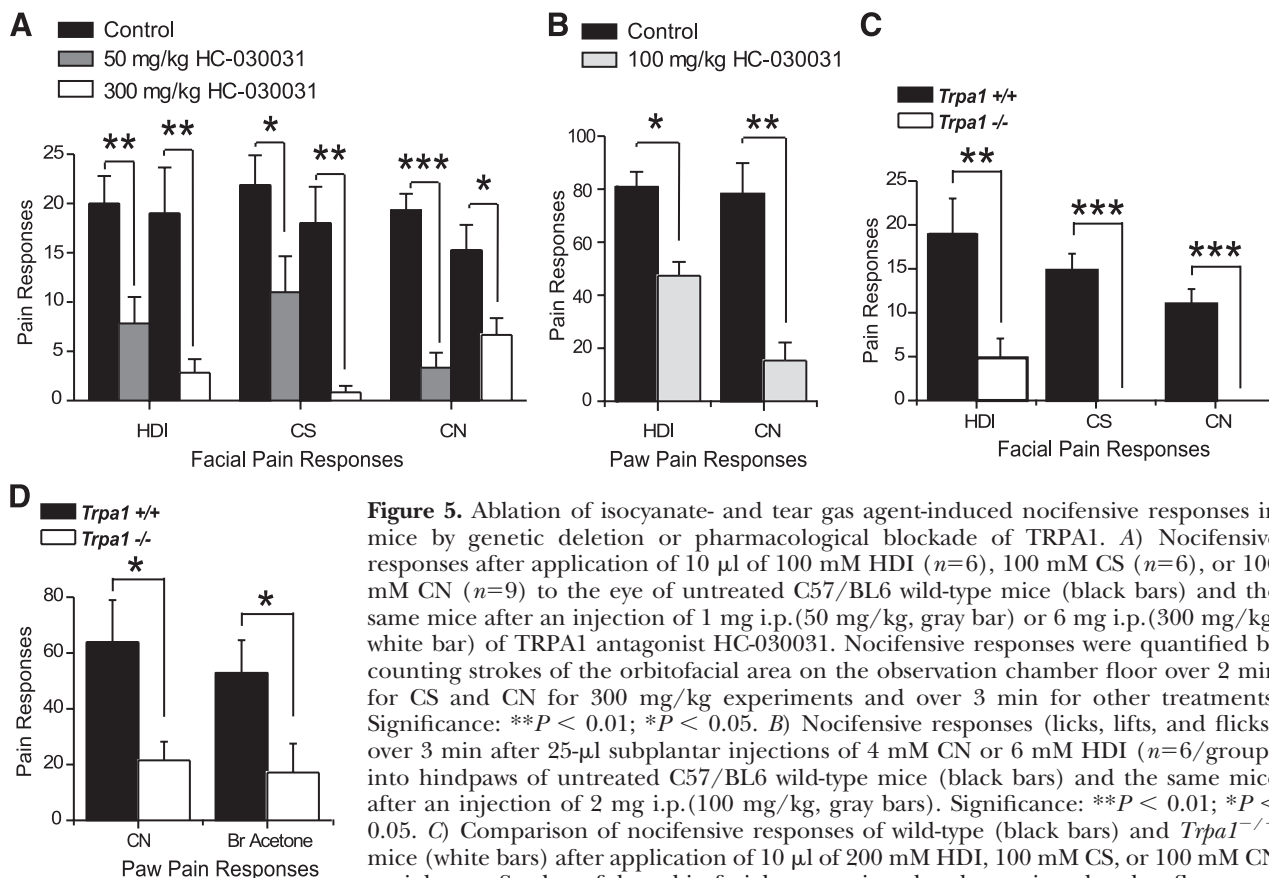 A
Control
50 mg/kg HC-030031
300 mg/kg HC-030031
** ** * ** *** *
25
20
15
10
5
0
Pain Responses
HDI CS CN
Facial Pain Responses
B
Control
100 mg/kg HC-030031
* **
100
80
60
40
20
0
Pain Responses
HDI CN
Paw Pain Responses
C
Trpa1 +/+
Trpa1 -/-
** *** ***
25
20
15
10
5
0
Pain Responses
HDI CS CN
Facial Pain Responses
D
Trpa1 +/+
Trpa1 -/-
* *
80
60
40
20
0
Pain Responses
CN Br Acetone
Paw Pain Responses
Figure 5. Ablation of isocyanate- and tear gas agent-induced nocifensive responses in
mice by genetic deletion or pharmacological blockade of TRPA1. A) Nocifensive
responses after application of 10 μl of 100 mM HDI (n=6), 100 mM CS (n=6), or 100
mM CN (n=9) to the eye of untreated C57/BL6 wild-type mice (black bars) and the
same mice after an injection of 1 mg i.p.(50 mg/kg, gray bar) or 6 mg i.p.(300 mg/kg
white bar) of TRPA1 antagonist HC-030031. Nocifensive responses were quantified b
counting strokes of the orbitofacial area on the observation chamber floor over 2 min
for CS and CN for 300 mg/kg experiments and over 3 min for other treatments
Significance: **P < 0.01; *P < 0.05. B) Nocifensive responses (licks, lifts, and flicks
over 3 min after 25-μl subplantar injections of 4 mM CN or 6 mM HDI (n=6/group
into hindpaws of untreated C57/BL6 wild-type mice (black bars) and the same mice
after an injection of 2 mg i.p.(100 mg/kg, gray bars). Significance: **P < 0.01; *P <
0.05. C) Comparison of nocifensive responses of wild-type (black bars) and Trpa1−/−
mice (white bars) after application of 10 μl of 200 mM HDI, 100 mM CS, or 100 mM CN